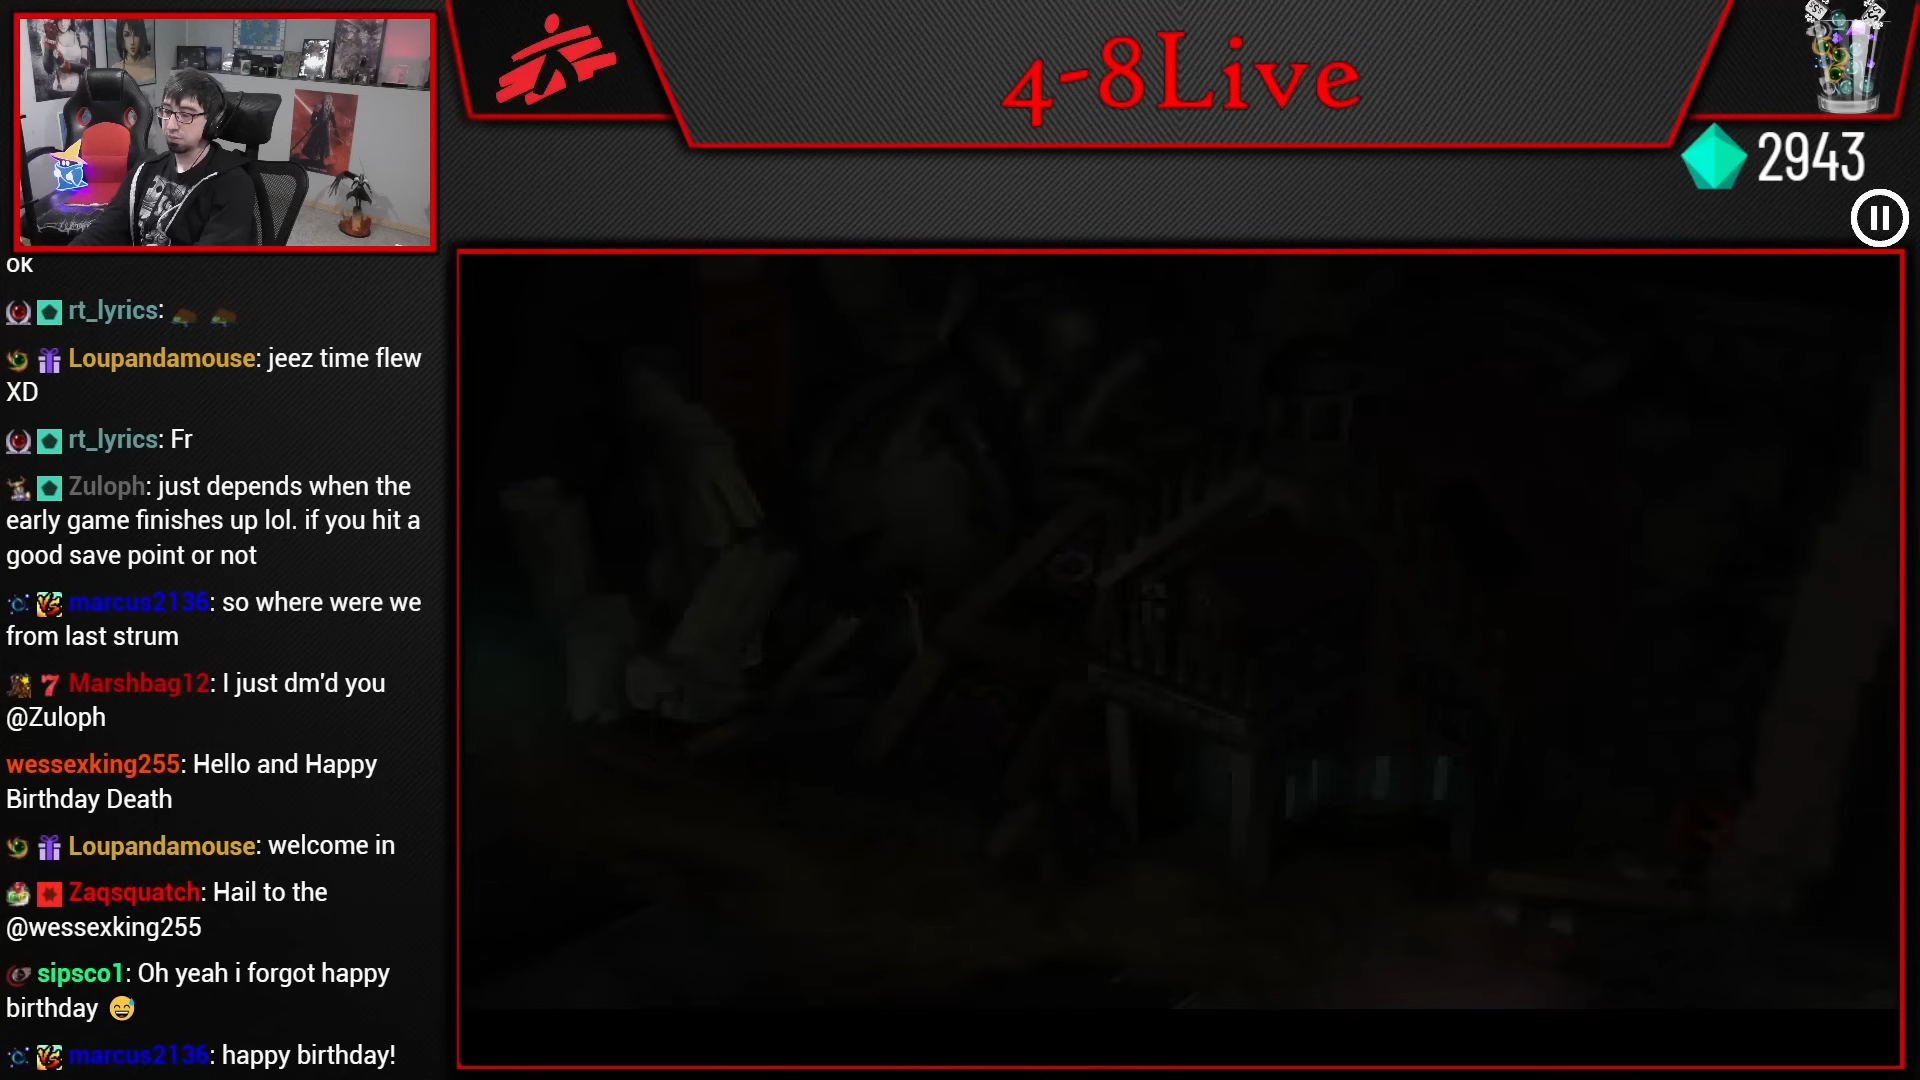 4-8Live
2943
ok
rt_lyrics:
Loupandamouse: jeez time flew
XD
rt_lyrics: Fr
Zuloph: just depends when the
early game finishes up lol. if you hit a
good save point or not
marcus2136: so where were we
from last strum
Marshbag12: I just dm'd you
@Zuloph
wessexking255: Hello and Happy
Birthday Death
Loupandamouse: welcome in
Zaqsquatch: Hail to the
@wessexking255
sipsco1: Oh yeah i forgot happy
birthday 😅
marcus2136: happy birthday!